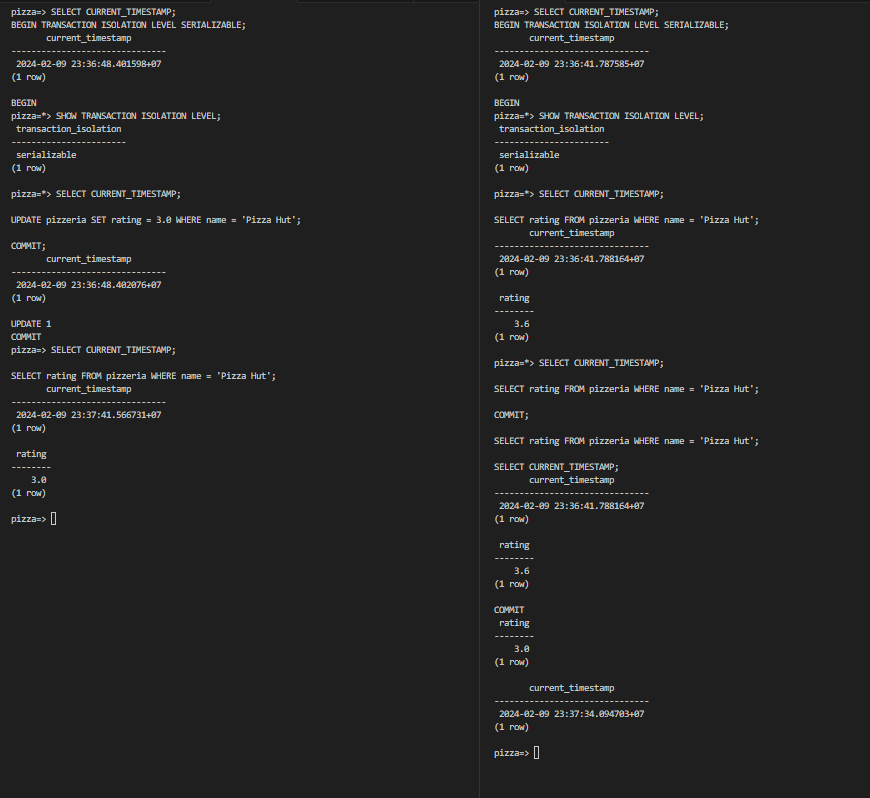 pizza=> SELECT CURRENT_TIMESTAMP;
BEGIN TRANSACTION ISOLATION LEVEL SERIALIZABLE;
current_timestamp
-------------------------------
2024-02-09 23:36:48.401598+07
(1 row)
BEGIN
pizza=*> SHOW TRANSACTION ISOLATION LEVEL;
transaction_isolation
-----------------------
serializable
(1 row)
pizza=*> SELECT CURRENT_TIMESTAMP;
UPDATE pizzeria SET rating = 3.0 WHERE name = 'Pizza Hut';
COMMIT;
current_timestamp
-------------------------------
2024-02-09 23:36:48.402076+07
(1 row)
UPDATE 1
COMMIT
pizza=> SELECT CURRENT_TIMESTAMP;
SELECT rating FROM pizzeria WHERE name = 'Pizza Hut';
current_timestamp
-------------------------------
2024-02-09 23:37:41.566731+07
(1 row)
rating
--------
3.0
(1 row)
pizza=>
pizza=> SELECT CURRENT_TIMESTAMP;
BEGIN TRANSACTION ISOLATION LEVEL SERIALIZABLE;
current_timestamp
-------------------------------
2024-02-09 23:36:41.787585+07
(1 row)
BEGIN
pizza=*> SHOW TRANSACTION ISOLATION LEVEL;
transaction_isolation
-----------------------
serializable
(1 row)
pizza=*> SELECT CURRENT_TIMESTAMP;
SELECT rating FROM pizzeria WHERE name = 'Pizza Hut';
current_timestamp
-------------------------------
2024-02-09 23:36:41.788164+07
(1 row)
rating
--------
3.6
(1 row)
pizza=*> SELECT CURRENT_TIMESTAMP;
SELECT rating FROM pizzeria WHERE name = 'Pizza Hut';
COMMIT;
SELECT rating FROM pizzeria WHERE name = 'Pizza Hut';
SELECT CURRENT_TIMESTAMP;
current_timestamp
-------------------------------
2024-02-09 23:36:41.788164+07
(1 row)
rating
--------
3.6
(1 row)
COMMIT
rating
--------
3.0
(1 row)
current_timestamp
-------------------------------
2024-02-09 23:37:34.094703+07
(1 row)
pizza=>